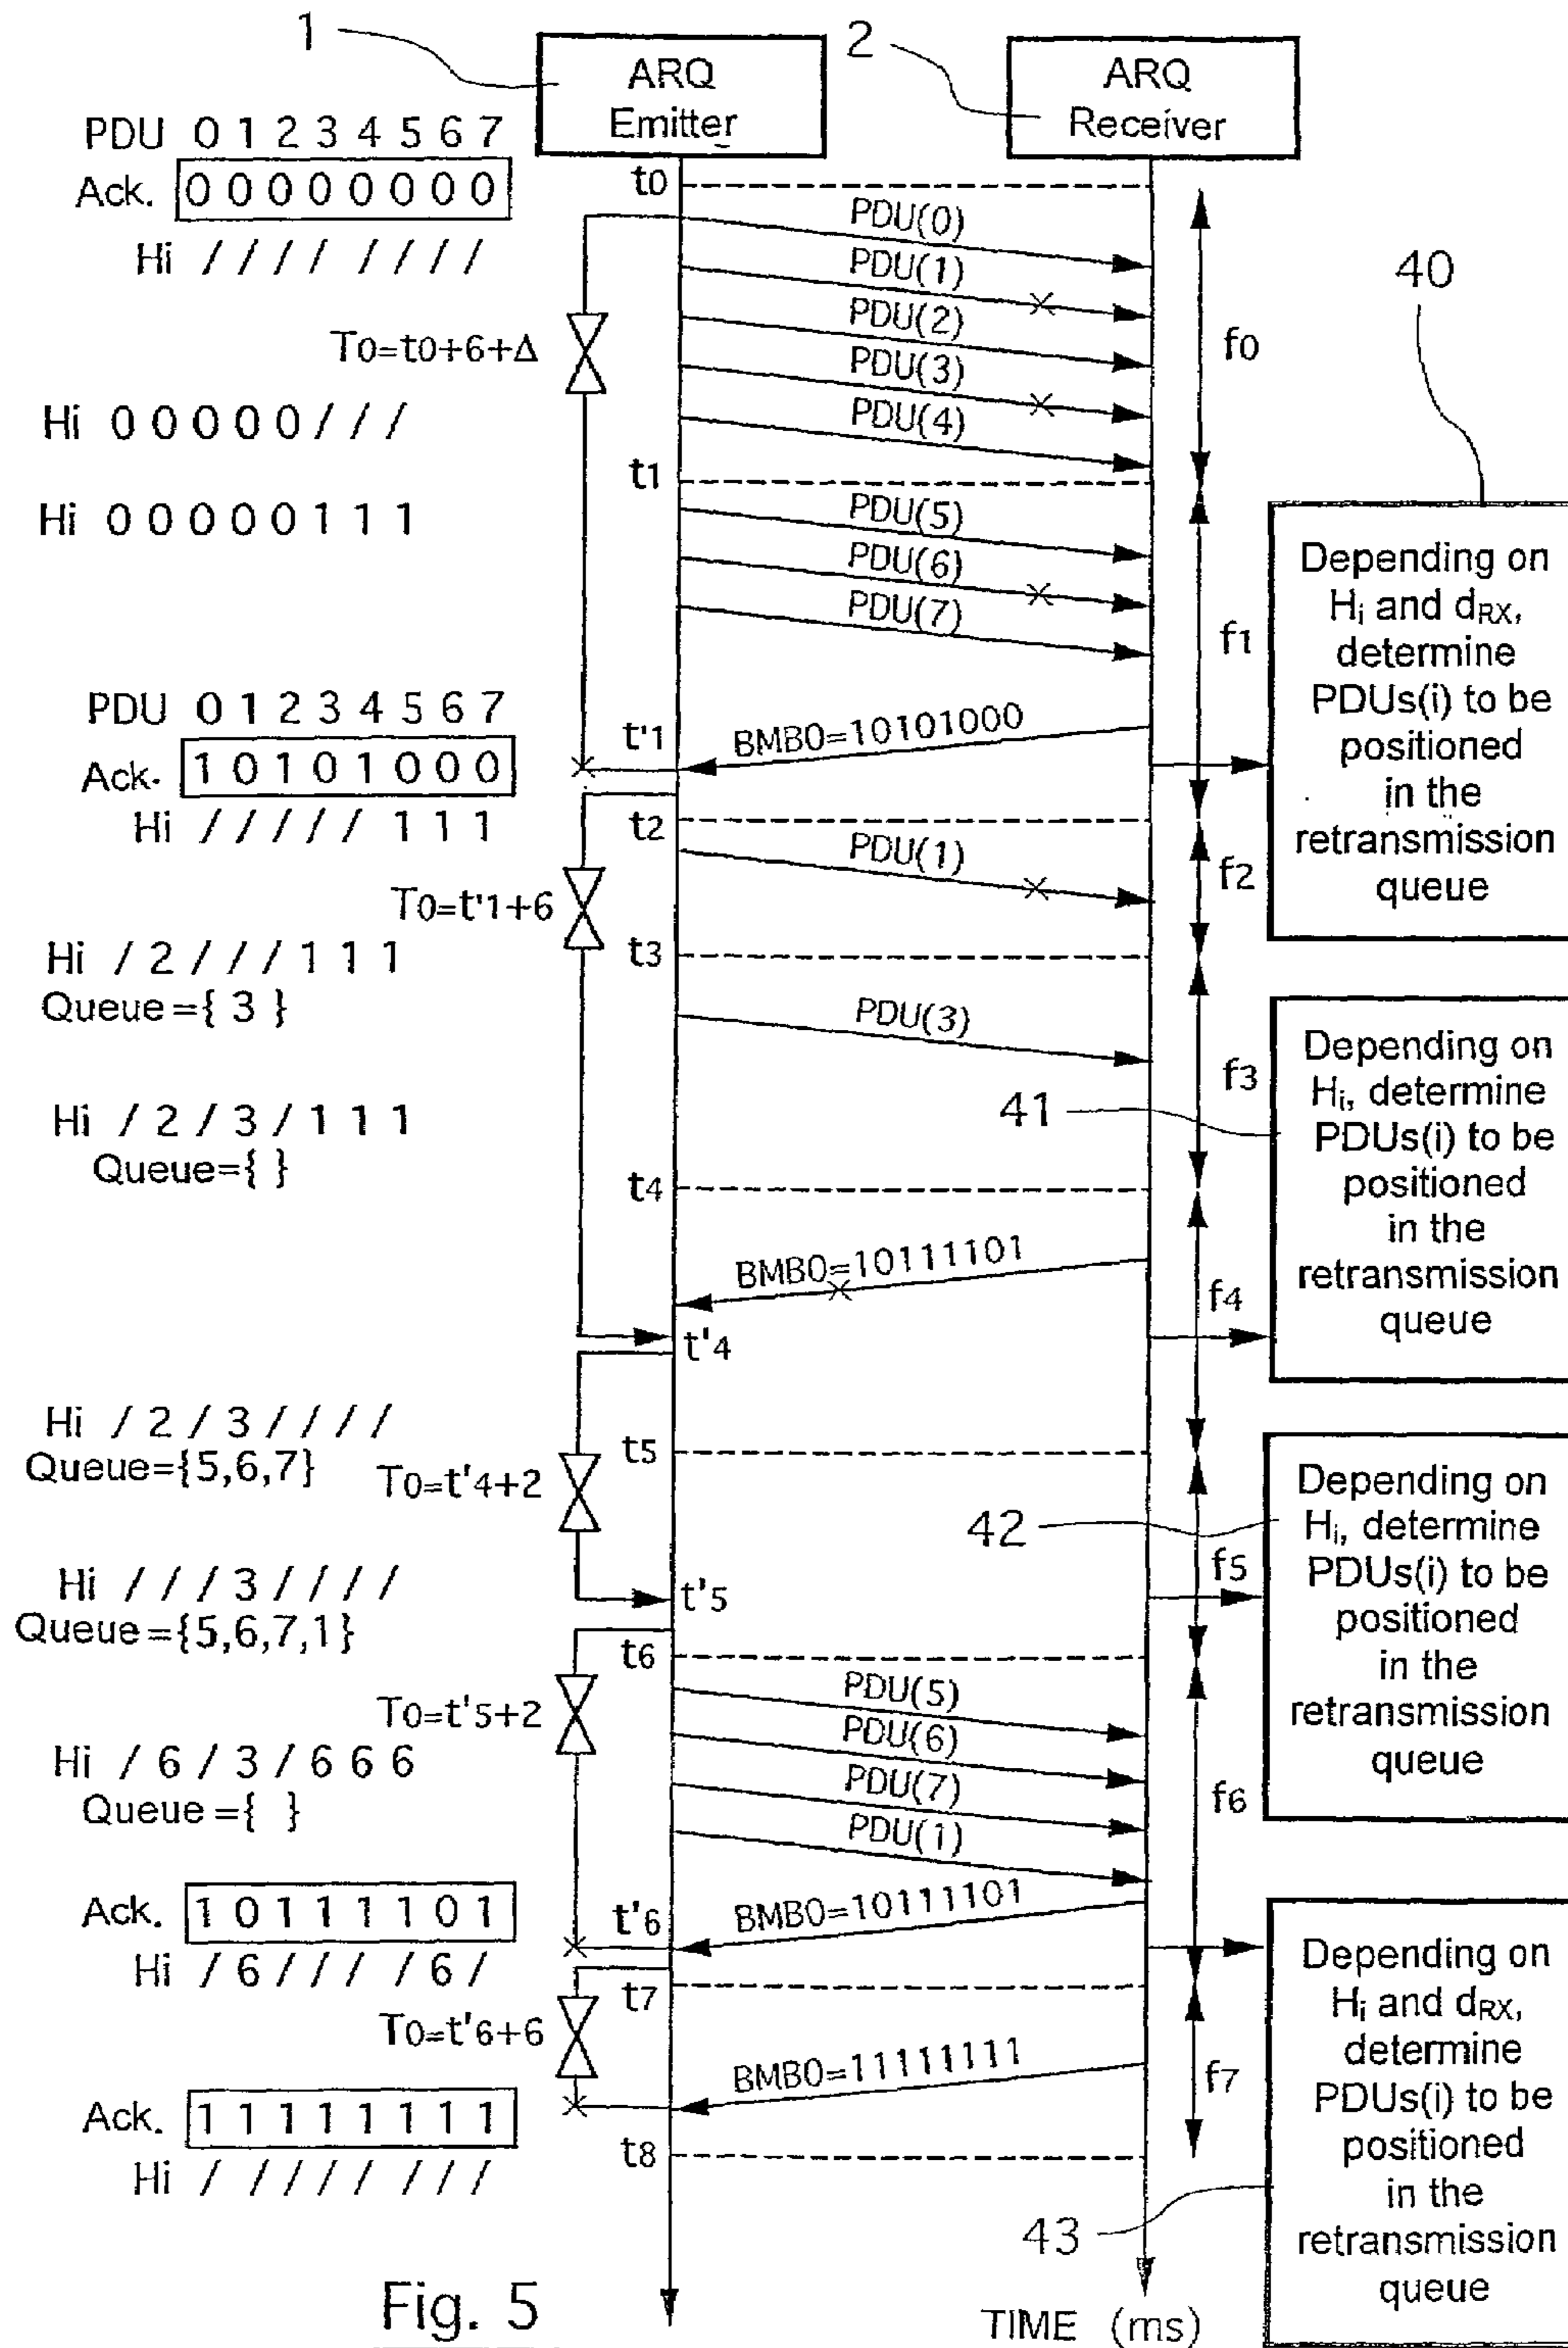 1
ARQ
Emitter
2
ARQ
Receiver
PDU 0 1 2 3 4 5 6 7
Ack. 0 0 0 0 0 0 0 0
Hi / / / / / / / /
t0
PDU(0)
PDU(1)
PDU(2)
PDU(3)
PDU(4)
f0
40
T0=t0+6+Δ
Hi 0 0 0 0 0 / / /
t1
Hi 0 0 0 0 0 1 1 1
PDU(5)
PDU(6)
PDU(7)
f1
Depending on
Hi and dRX,
determine
PDUs(i) to be
positioned
in the
retransmission
queue
PDU 0 1 2 3 4 5 6 7
Ack. 1 0 1 0 1 0 0 0
Hi / / / / / 1 1 1
t'1
BMB0=10101000
t2
PDU(1)
f2
T0=t'1+6
Hi / 2 / / / 1 1 1
Queue={ 3 }
t3
PDU(3)
f3
41
Depending on
Hi, determine
PDUs(i) to be
positioned
in the
retransmission
queue
Hi / 2 / 3 / 1 1 1
Queue={ }
t4
BMB0=10111101
f4
t'4
Hi / 2 / 3 / / / /
Queue={5,6,7}
T0=t'4+2
t5
42
f5
Depending on
Hi, determine
PDUs(i) to be
positioned
in the
retransmission
queue
Hi / / / 3 / / / /
Queue={5,6,7,1}
t'5
t6
T0=t'5+2
PDU(5)
PDU(6)
PDU(7)
PDU(1)
f6
Hi / 6 / 3 / 6 6 6
Queue={ }
Ack. 1 0 1 1 1 1 0 1
Hi / 6 / / / / 6 /
t'6
BMB0=10111101
t7
T0=t'6+6
BMB0=11111111
f7
Depending on
Hi and dRX,
determine
PDUs(i) to be
positioned
in the
retransmission
queue
Ack. 1 1 1 1 1 1 1 1
Hi / / / / / / / /
t8
43
Fig. 5
TIME (ms)